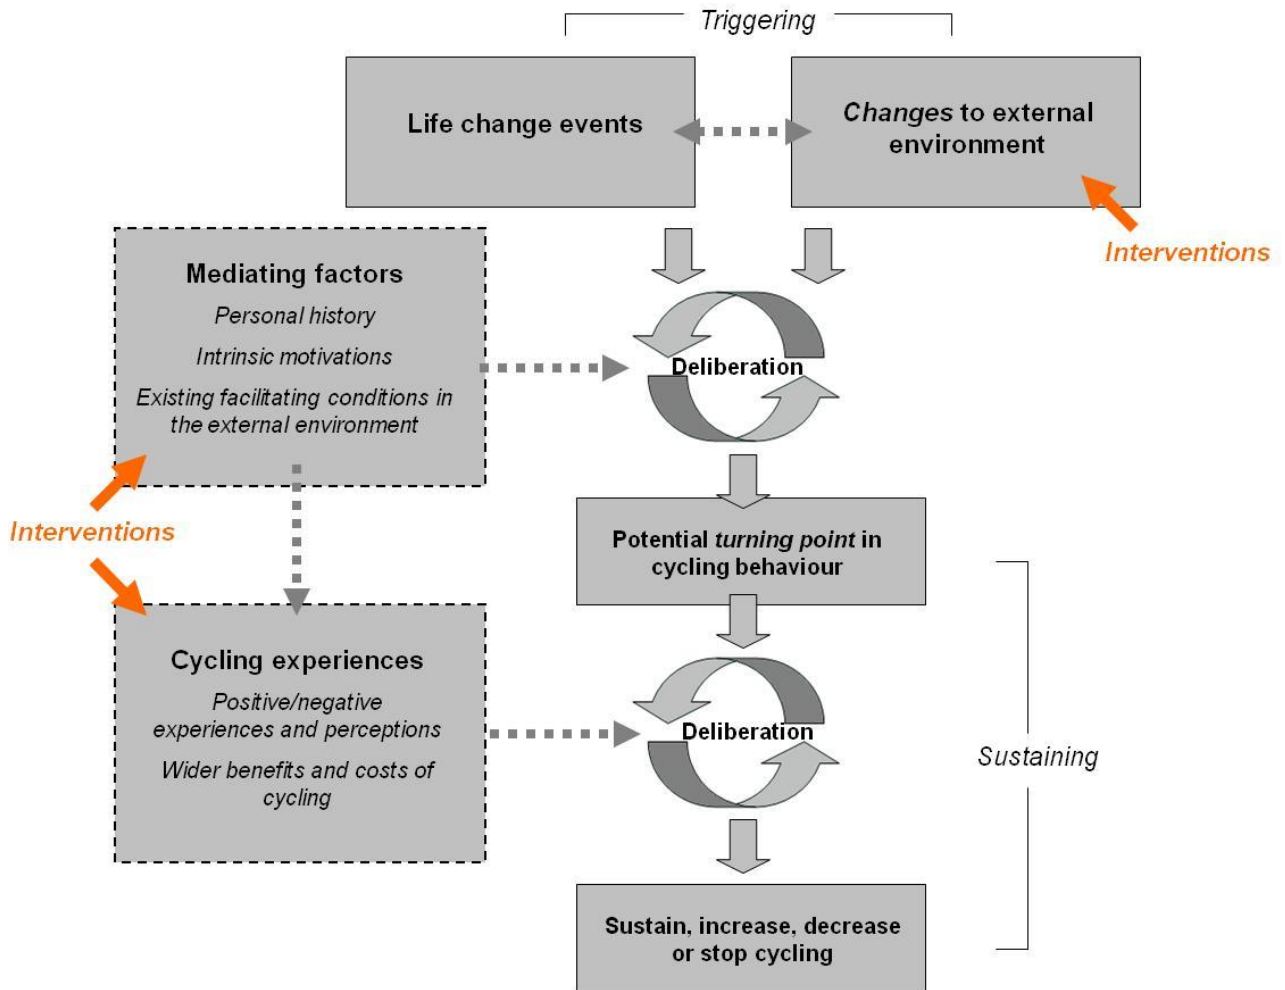 Triggering
Life change events
Changes to external
environment
Interventions
Mediating factors
Personal history
Intrinsic motivations
Existing facilitating conditions in
the external environment
Deliberation
Interventions
Potential turning point in
cycling behaviour
Cycling experiences
Positive/negative
experiences and perceptions
Wider benefits and costs of
cycling
Deliberation
Sustaining
Sustain, increase, decrease
or stop cycling